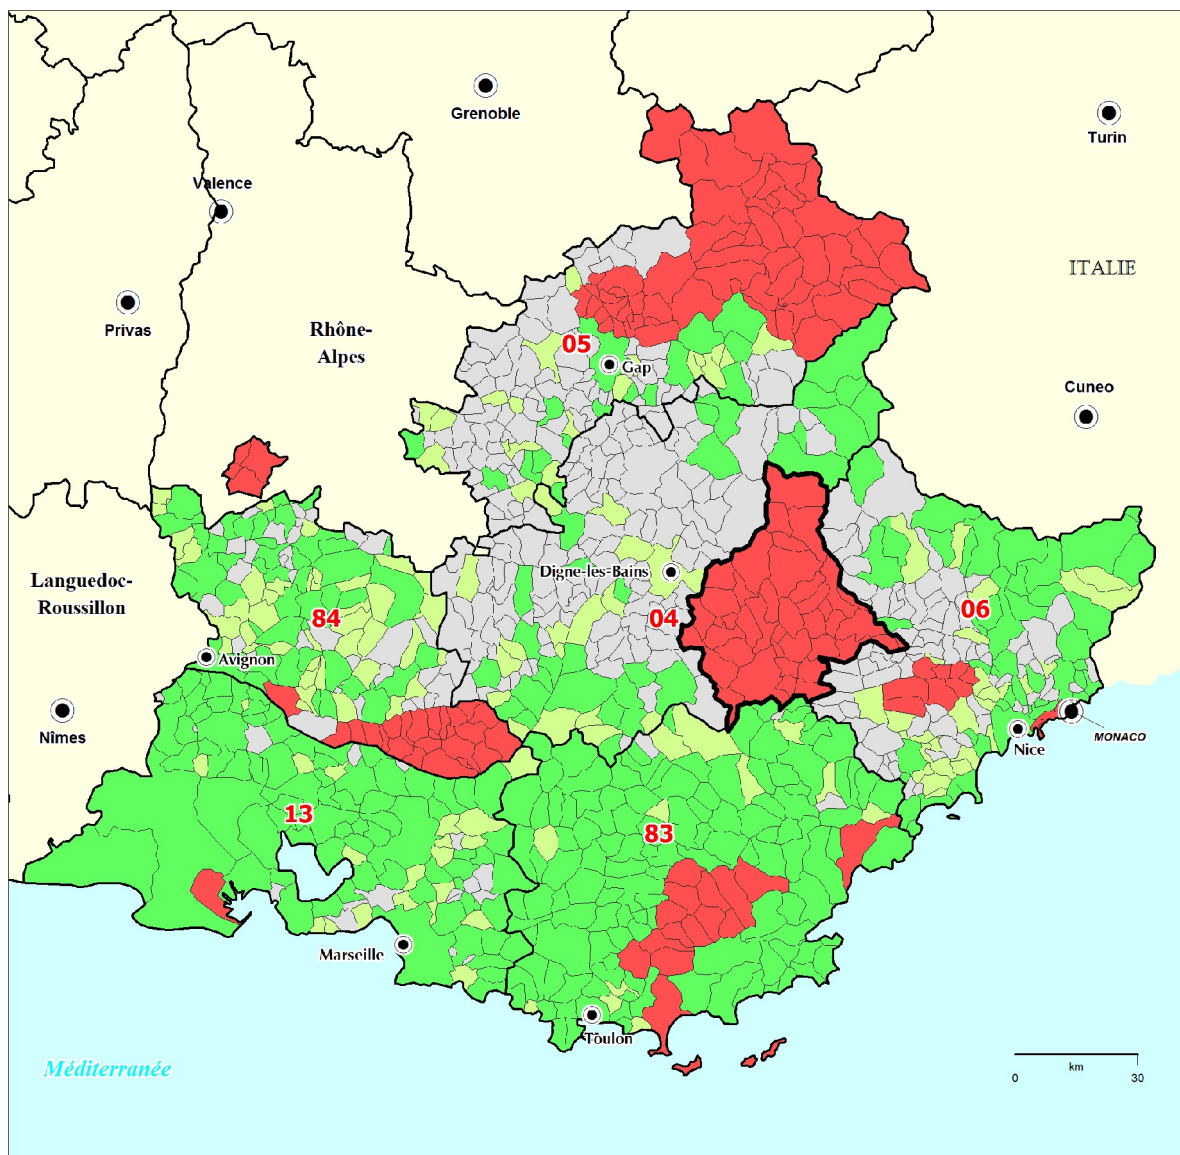 Grenoble
Turin
Valence
ITALIE
Privas
Rhône-
Alpes
05
Gap
Cuneo
Languedoc-
Roussillon
Digne-les-Bains
84
04
06
Avignon
Nîmes
Nice
MONACO
13
83
Marseille
Toulon
Méditerranée
km
0
30